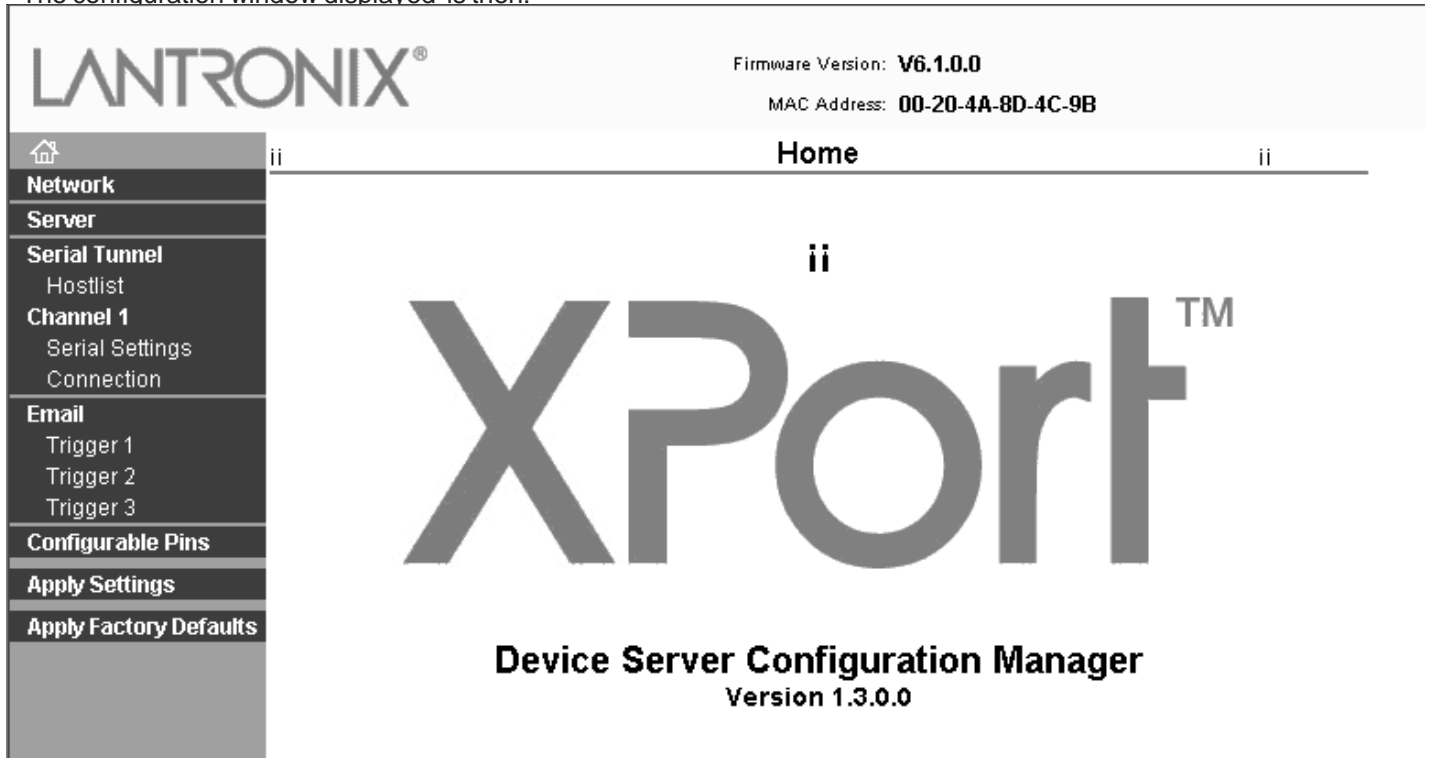 The configuration window displayed is then:
LANTRONIX®
Firmware Version: V6.1.0.0
MAC Address: 00-20-4A-8D-4C-9B
ii Home ii
Network
Server
Serial Tunnel
Hostlist
Channel 1
Serial Settings
Connection
Email
Trigger 1
Trigger 2
Trigger 3
Configurable Pins
Apply Settings
Apply Factory Defaults
ii
XPort™
Device Server Configuration Manager
Version 1.3.0.0